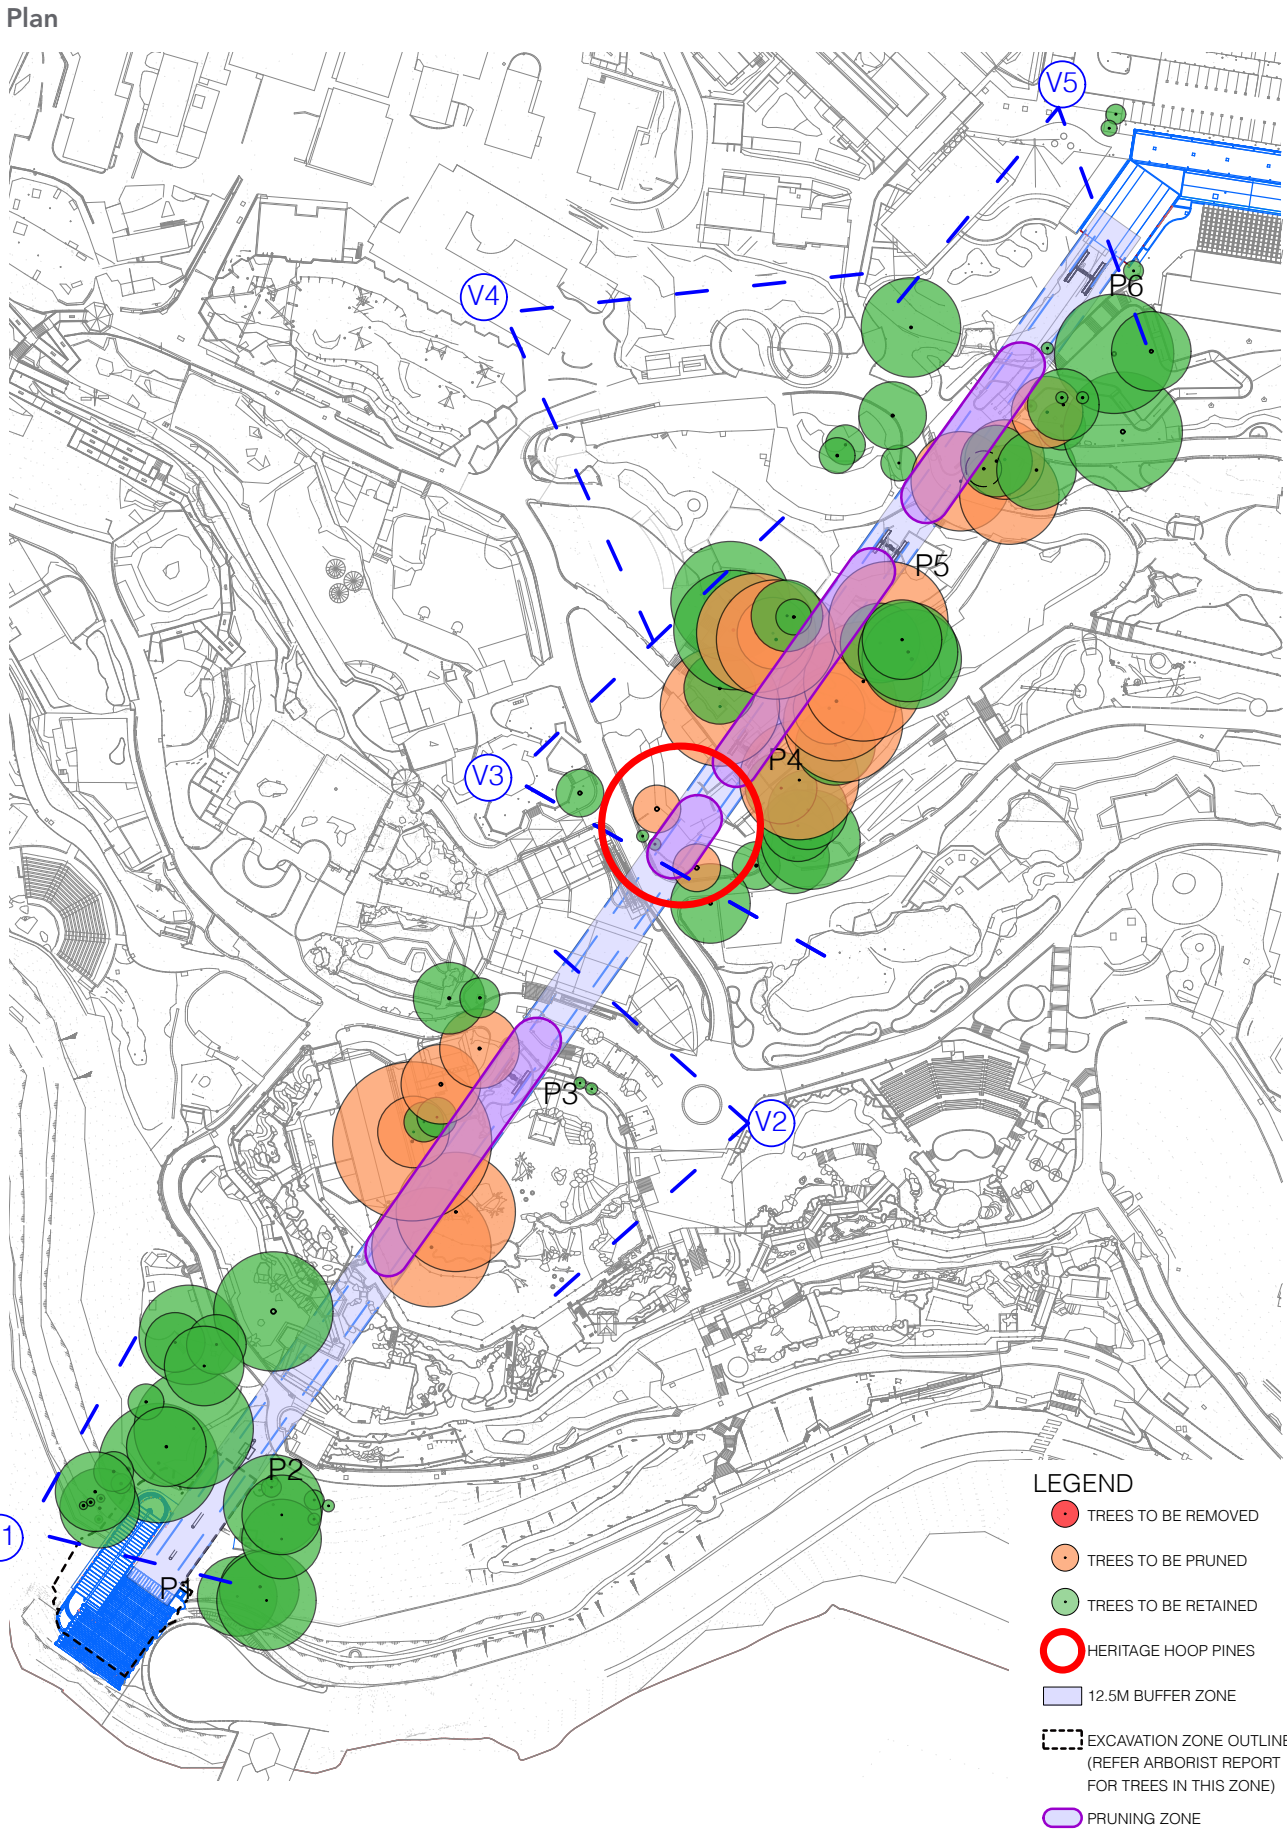 Plan
V5
P6
V4
P5
P4
V3
P3
V2
P2
1
P1
LEGEND
TREES TO BE REMOVED
TREES TO BE PRUNED
TREES TO BE RETAINED
HERITAGE HOOP PINES
12.5M BUFFER ZONE
EXCAVATION ZONE OUTLINE
(REFER ARBORIST REPORT
FOR TREES IN THIS ZONE)
PRUNING ZONE